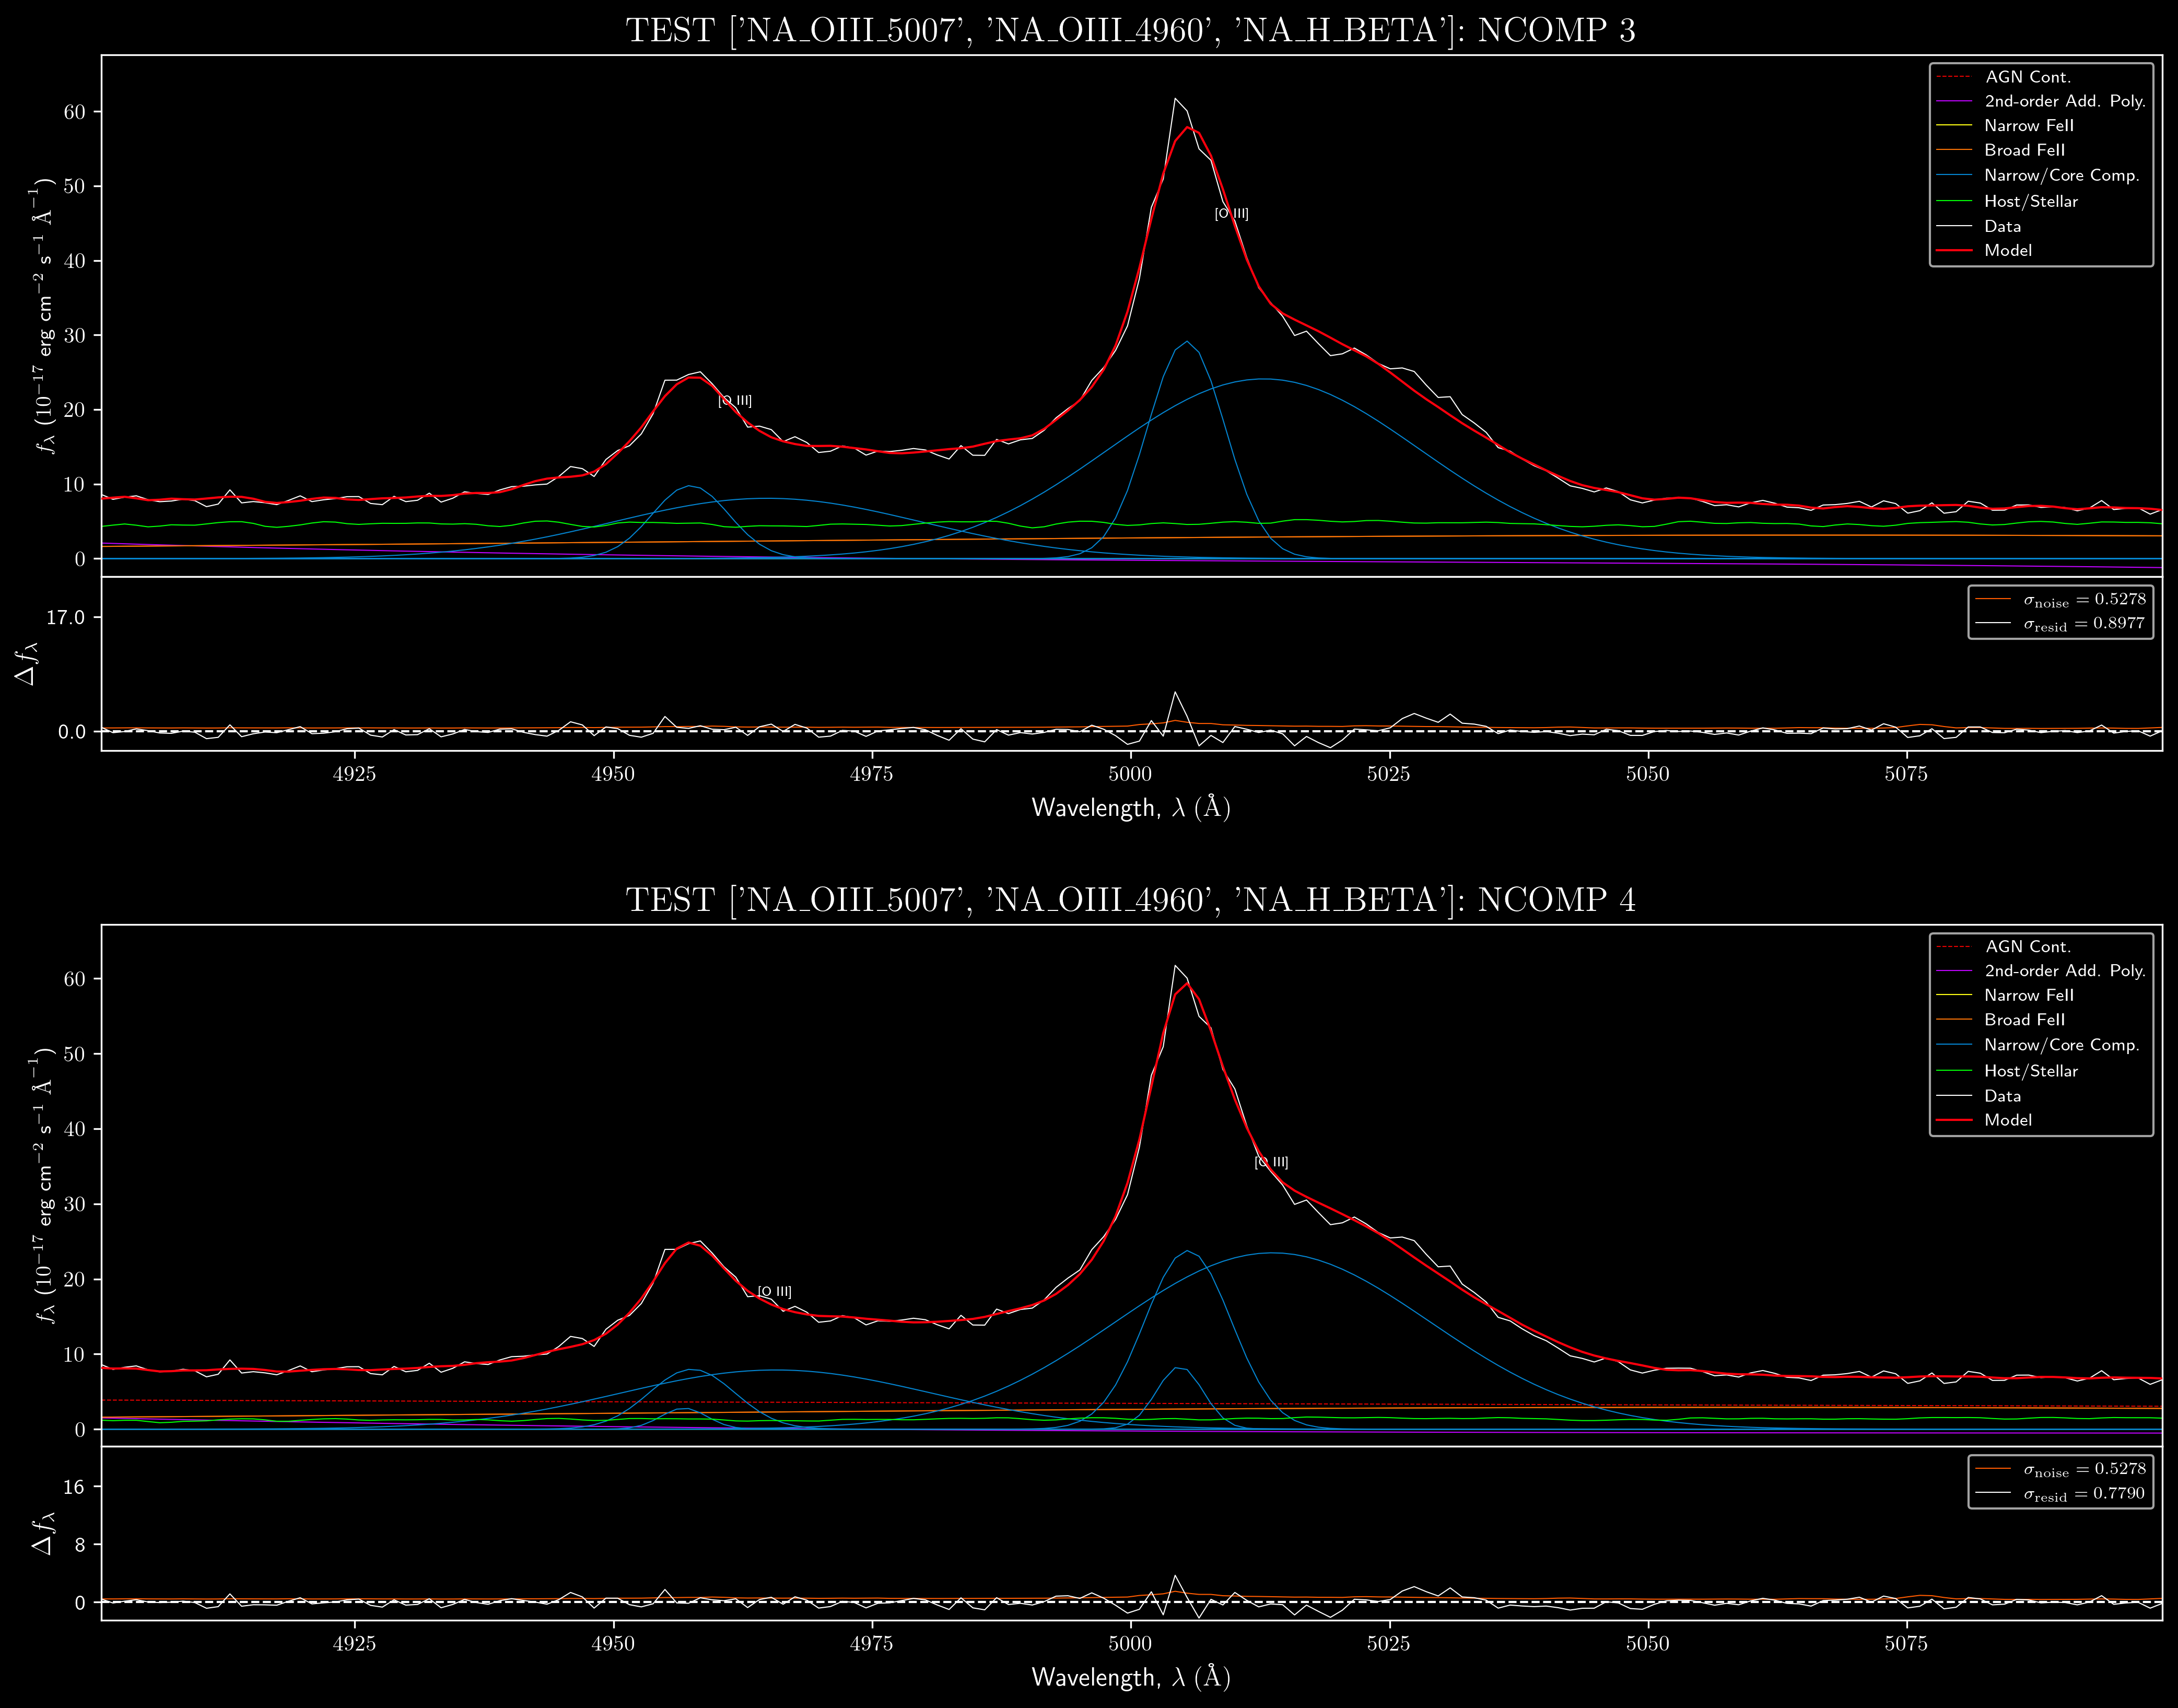 TEST ['NA_OIII_5007', 'NA_OIII_4960', 'NA_H_BETA']: NCOMP 3
AGN Cont.
2nd-order Add. Poly.
Narrow FeII
Broad FeII
Narrow/Core Comp.
Host/Stellar
Data
Model
60
50
40
30
20
10
0
f_λ (10⁻¹⁷ erg cm⁻² s⁻¹ Å⁻¹)
[O III]
[O III]
σ_noise = 0.5278
σ_resid = 0.8977
17.0
0.0
Δf_λ
4925 4950 4975 5000 5025 5050 5075
Wavelength, λ (Å)
TEST ['NA_OIII_5007', 'NA_OIII_4960', 'NA_H_BETA']: NCOMP 4
AGN Cont.
2nd-order Add. Poly.
Narrow FeII
Broad FeII
Narrow/Core Comp.
Host/Stellar
Data
Model
60
50
40
30
20
10
0
f_λ (10⁻¹⁷ erg cm⁻² s⁻¹ Å⁻¹)
[O III]
[O III]
σ_noise = 0.5278
σ_resid = 0.7790
16
8
0
Δf_λ
4925 4950 4975 5000 5025 5050 5075
Wavelength, λ (Å)